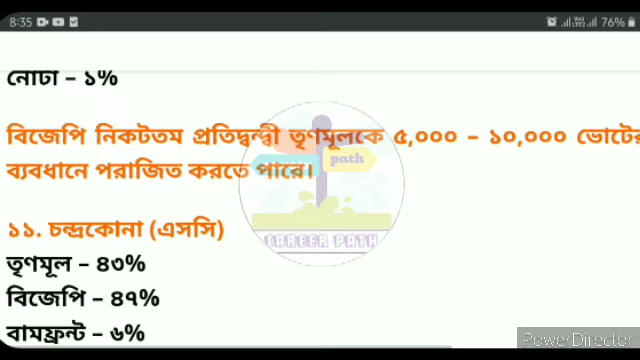 8:35 76%
নোটা – ১%
বিজেপি নিকটতম প্রতিদ্বন্দ্বী তৃণমূলকে ৫,০০০ – ১০,০০০ ভোটের
ব্যবধানে পরাজিত করতে পারে।
path
১১. চন্দ্রকোনা (এসসি)
CAREER PATH
তৃণমূল – ৪৩%
বিজেপি – ৪৭%
বামফ্রন্ট – ৬%
PowerDirector